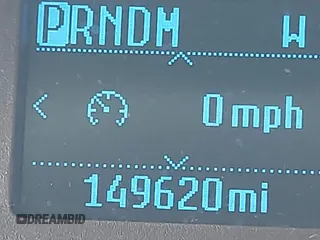 PRNDM W
0mph
149620mi
DREAMBID